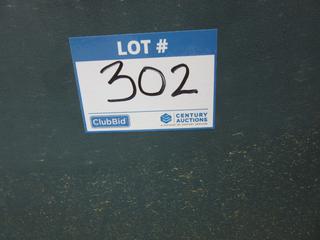 LOT #
302
ClubBid
CENTURY
AUCTIONS